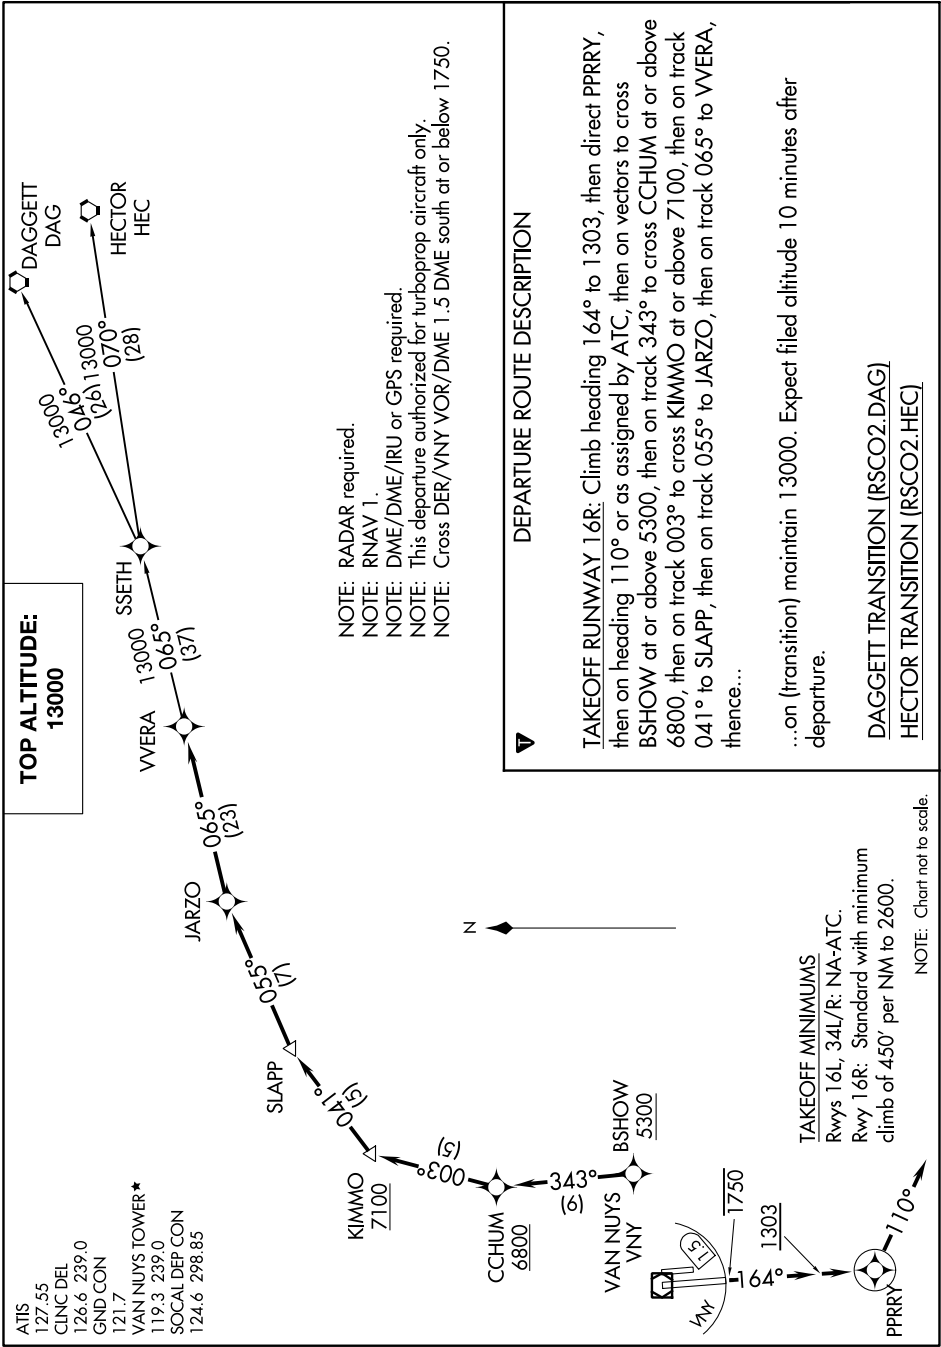 ATIS
127.55
CLNC DEL
126.6 239.0
GND CON
121.7
VAN NUYS TOWER★
119.3 239.0
SOCAL DEP CON
124.6 298.85
TOP ALTITUDE:
13000
DAGGETT
DAG
HECTOR
HEC
13000
046°
(26)
13000
070°
(28)
SSETH
13000
065°
(37)
VVERA
065°
(23)
JARZO
055°
(7)
SLAPP
041°
(5)
KIMMO
7100
003°
(5)
CCHUM
6800
343°
(6)
BSHOW
5300
VAN NUYS
VNY
1.5
VNY
1750
164°
1303
PPRRY
110°
N
NOTE: RADAR required.
NOTE: RNAV 1.
NOTE: DME/DME/IRU or GPS required.
NOTE: This departure authorized for turboprop aircraft only.
NOTE: Cross DER/VNY VOR/DME 1.5 DME south at or below 1750.
TAKEOFF MINIMUMS
Rwys 16L, 34L/R: NA-ATC.
Rwy 16R: Standard with minimum
climb of 450' per NM to 2600.
NOTE: Chart not to scale.
T
DEPARTURE ROUTE DESCRIPTION
TAKEOFF RUNWAY 16R: Climb heading 164° to 1303, then direct PPRRY,
then on heading 110° or as assigned by ATC, then on vectors to cross
BSHOW at or above 5300, then on track 343° to cross CCHUM at or above
6800, then on track 003° to cross KIMMO at or above 7100, then on track
041° to SLAPP, then on track 055° to JARZO, then on track 065° to VVERA,
thence...
...on (transition) maintain 13000. Expect filed altitude 10 minutes after
departure.
DAGGETT TRANSITION (RSCO2.DAG)
HECTOR TRANSITION (RSCO2.HEC)